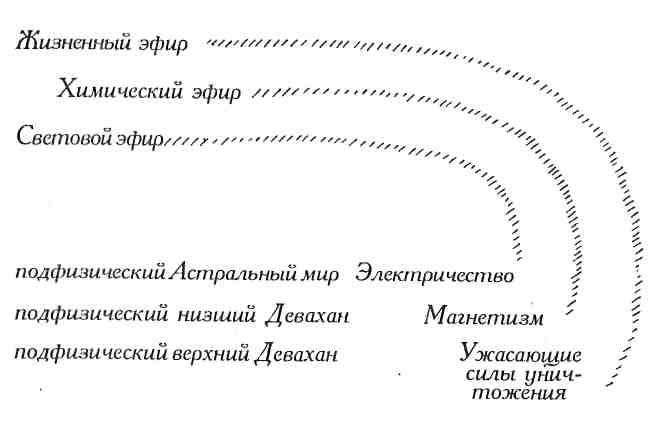 Жизненный эфир
Химический эфир
Световой эфир
подфизический Астральный мир Электричество
подфизический низший Девахан Магнетизм
подфизический верхний Девахан Ужасающие
силы унич-
тожения